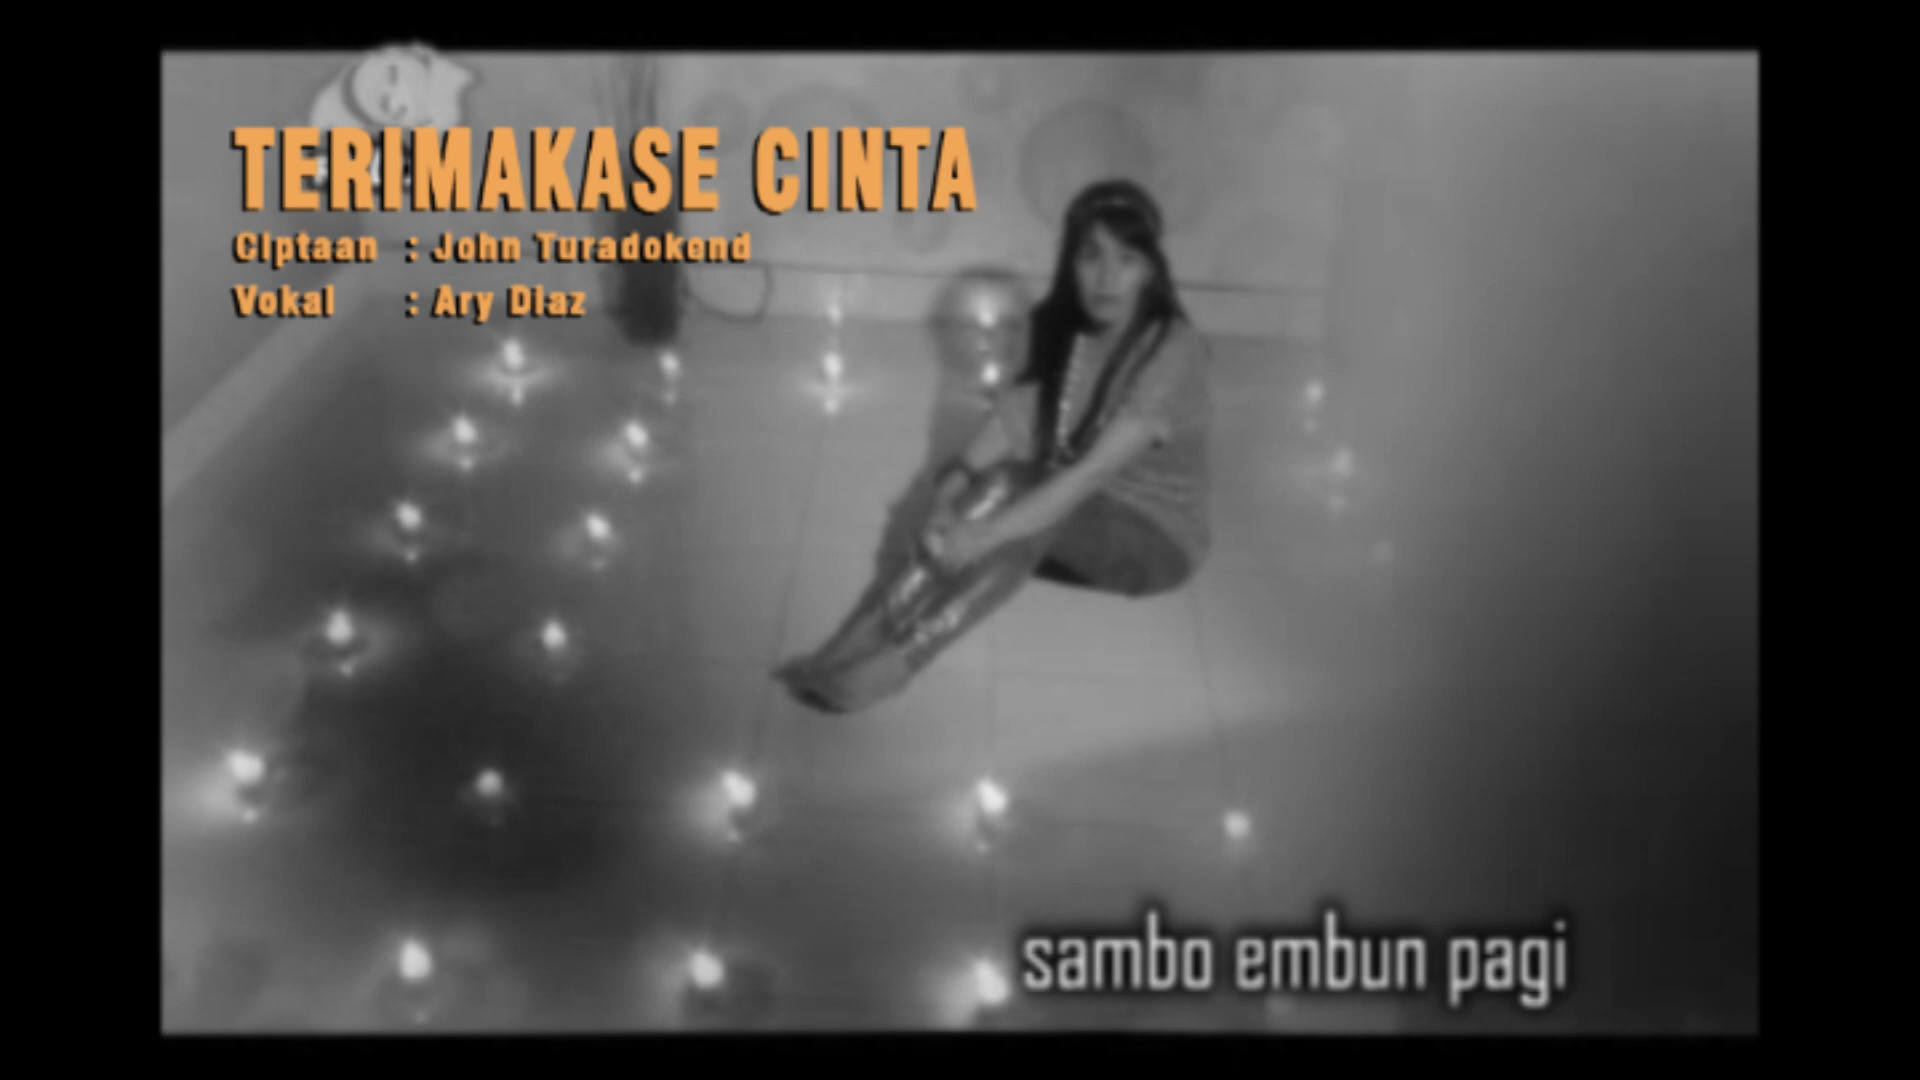 TERIMAKASE CINTA
Ciptaan : John Turadokend
Vokal : Ary Diaz
sambo embun pagi